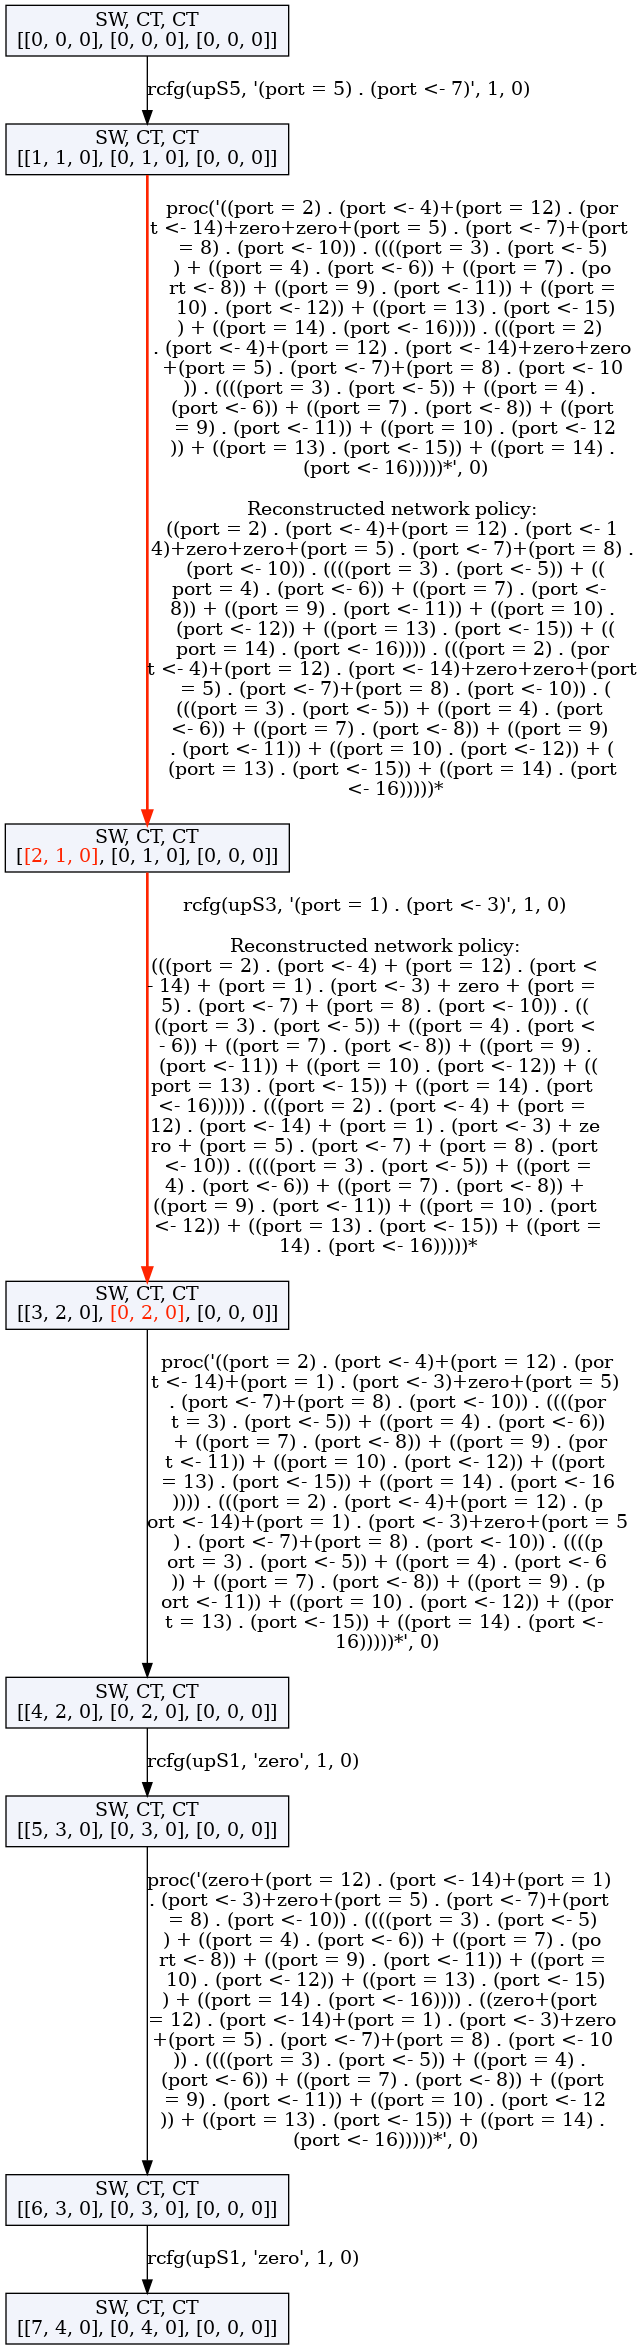 SW, CT, CT
[[0, 0, 0], [0, 0, 0], [0, 0, 0]]
rcfg(upS5, '(port = 5) . (port <- 7)', 1, 0)
SW, CT, CT
[[1, 1, 0], [0, 1, 0], [0, 0, 0]]
proc('((port = 2) . (port <- 4)+(port = 12) . (por
t <- 14)+zero+zero+(port = 5) . (port <- 7)+(port
= 8) . (port <- 10)) . ((((port = 3) . (port <- 5)
) + ((port = 4) . (port <- 6)) + ((port = 7) . (po
rt <- 8)) + ((port = 9) . (port <- 11)) + ((port =
10) . (port <- 12)) + ((port = 13) . (port <- 15)
) + ((port = 14) . (port <- 16)))) . (((port = 2)
. (port <- 4)+(port = 12) . (port <- 14)+zero+zero
+(port = 5) . (port <- 7)+(port = 8) . (port <- 10
)) . ((((port = 3) . (port <- 5)) + ((port = 4) .
(port <- 6)) + ((port = 7) . (port <- 8)) + ((port
= 9) . (port <- 11)) + ((port = 10) . (port <- 12
)) + ((port = 13) . (port <- 15)) + ((port = 14) .
(port <- 16)))))*', 0)
Reconstructed network policy:
((port = 2) . (port <- 4)+(port = 12) . (port <- 1
4)+zero+zero+(port = 5) . (port <- 7)+(port = 8) .
(port <- 10)) . ((((port = 3) . (port <- 5)) + ((
port = 4) . (port <- 6)) + ((port = 7) . (port <-
8)) + ((port = 9) . (port <- 11)) + ((port = 10) .
(port <- 12)) + ((port = 13) . (port <- 15)) + ((
port = 14) . (port <- 16)))) . (((port = 2) . (por
t <- 4)+(port = 12) . (port <- 14)+zero+zero+(port
= 5) . (port <- 7)+(port = 8) . (port <- 10)) . (
(((port = 3) . (port <- 5)) + ((port = 4) . (port
<- 6)) + ((port = 7) . (port <- 8)) + ((port = 9)
. (port <- 11)) + ((port = 10) . (port <- 12)) + (
(port = 13) . (port <- 15)) + ((port = 14) . (port
<- 16)))))*
SW, CT, CT
[[2, 1, 0], [0, 1, 0], [0, 0, 0]]
rcfg(upS3, '(port = 1) . (port <- 3)', 1, 0)
Reconstructed network policy:
(((port = 2) . (port <- 4) + (port = 12) . (port <
- 14) + (port = 1) . (port <- 3) + zero + (port =
5) . (port <- 7) + (port = 8) . (port <- 10)) . ((
((port = 3) . (port <- 5)) + ((port = 4) . (port <
- 6)) + ((port = 7) . (port <- 8)) + ((port = 9) .
(port <- 11)) + ((port = 10) . (port <- 12)) + ((
port = 13) . (port <- 15)) + ((port = 14) . (port
<- 16))))) . (((port = 2) . (port <- 4) + (port =
12) . (port <- 14) + (port = 1) . (port <- 3) + ze
ro + (port = 5) . (port <- 7) + (port = 8) . (port
<- 10)) . ((((port = 3) . (port <- 5)) + ((port =
4) . (port <- 6)) + ((port = 7) . (port <- 8)) +
((port = 9) . (port <- 11)) + ((port = 10) . (port
<- 12)) + ((port = 13) . (port <- 15)) + ((port =
14) . (port <- 16)))))*
SW, CT, CT
[[3, 2, 0], [0, 2, 0], [0, 0, 0]]
proc('((port = 2) . (port <- 4)+(port = 12) . (por
t <- 14)+(port = 1) . (port <- 3)+zero+(port = 5)
. (port <- 7)+(port = 8) . (port <- 10)) . ((((por
t = 3) . (port <- 5)) + ((port = 4) . (port <- 6))
+ ((port = 7) . (port <- 8)) + ((port = 9) . (por
t <- 11)) + ((port = 10) . (port <- 12)) + ((port
= 13) . (port <- 15)) + ((port = 14) . (port <- 16
)))) . (((port = 2) . (port <- 4)+(port = 12) . (p
ort <- 14)+(port = 1) . (port <- 3)+zero+(port = 5
) . (port <- 7)+(port = 8) . (port <- 10)) . ((((p
ort = 3) . (port <- 5)) + ((port = 4) . (port <- 6
)) + ((port = 7) . (port <- 8)) + ((port = 9) . (p
ort <- 11)) + ((port = 10) . (port <- 12)) + ((por
t = 13) . (port <- 15)) + ((port = 14) . (port <-
16)))))*', 0)
SW, CT, CT
[[4, 2, 0], [0, 2, 0], [0, 0, 0]]
rcfg(upS1, 'zero', 1, 0)
SW, CT, CT
[[5, 3, 0], [0, 3, 0], [0, 0, 0]]
proc('(zero+(port = 12) . (port <- 14)+(port = 1)
. (port <- 3)+zero+(port = 5) . (port <- 7)+(port
= 8) . (port <- 10)) . ((((port = 3) . (port <- 5)
) + ((port = 4) . (port <- 6)) + ((port = 7) . (po
rt <- 8)) + ((port = 9) . (port <- 11)) + ((port =
10) . (port <- 12)) + ((port = 13) . (port <- 15)
) + ((port = 14) . (port <- 16)))) . ((zero+(port
= 12) . (port <- 14)+(port = 1) . (port <- 3)+zero
+(port = 5) . (port <- 7)+(port = 8) . (port <- 10
)) . ((((port = 3) . (port <- 5)) + ((port = 4) .
(port <- 6)) + ((port = 7) . (port <- 8)) + ((port
= 9) . (port <- 11)) + ((port = 10) . (port <- 12
)) + ((port = 13) . (port <- 15)) + ((port = 14) .
(port <- 16)))))*', 0)
SW, CT, CT
[[6, 3, 0], [0, 3, 0], [0, 0, 0]]
rcfg(upS1, 'zero', 1, 0)
SW, CT, CT
[[7, 4, 0], [0, 4, 0], [0, 0, 0]]